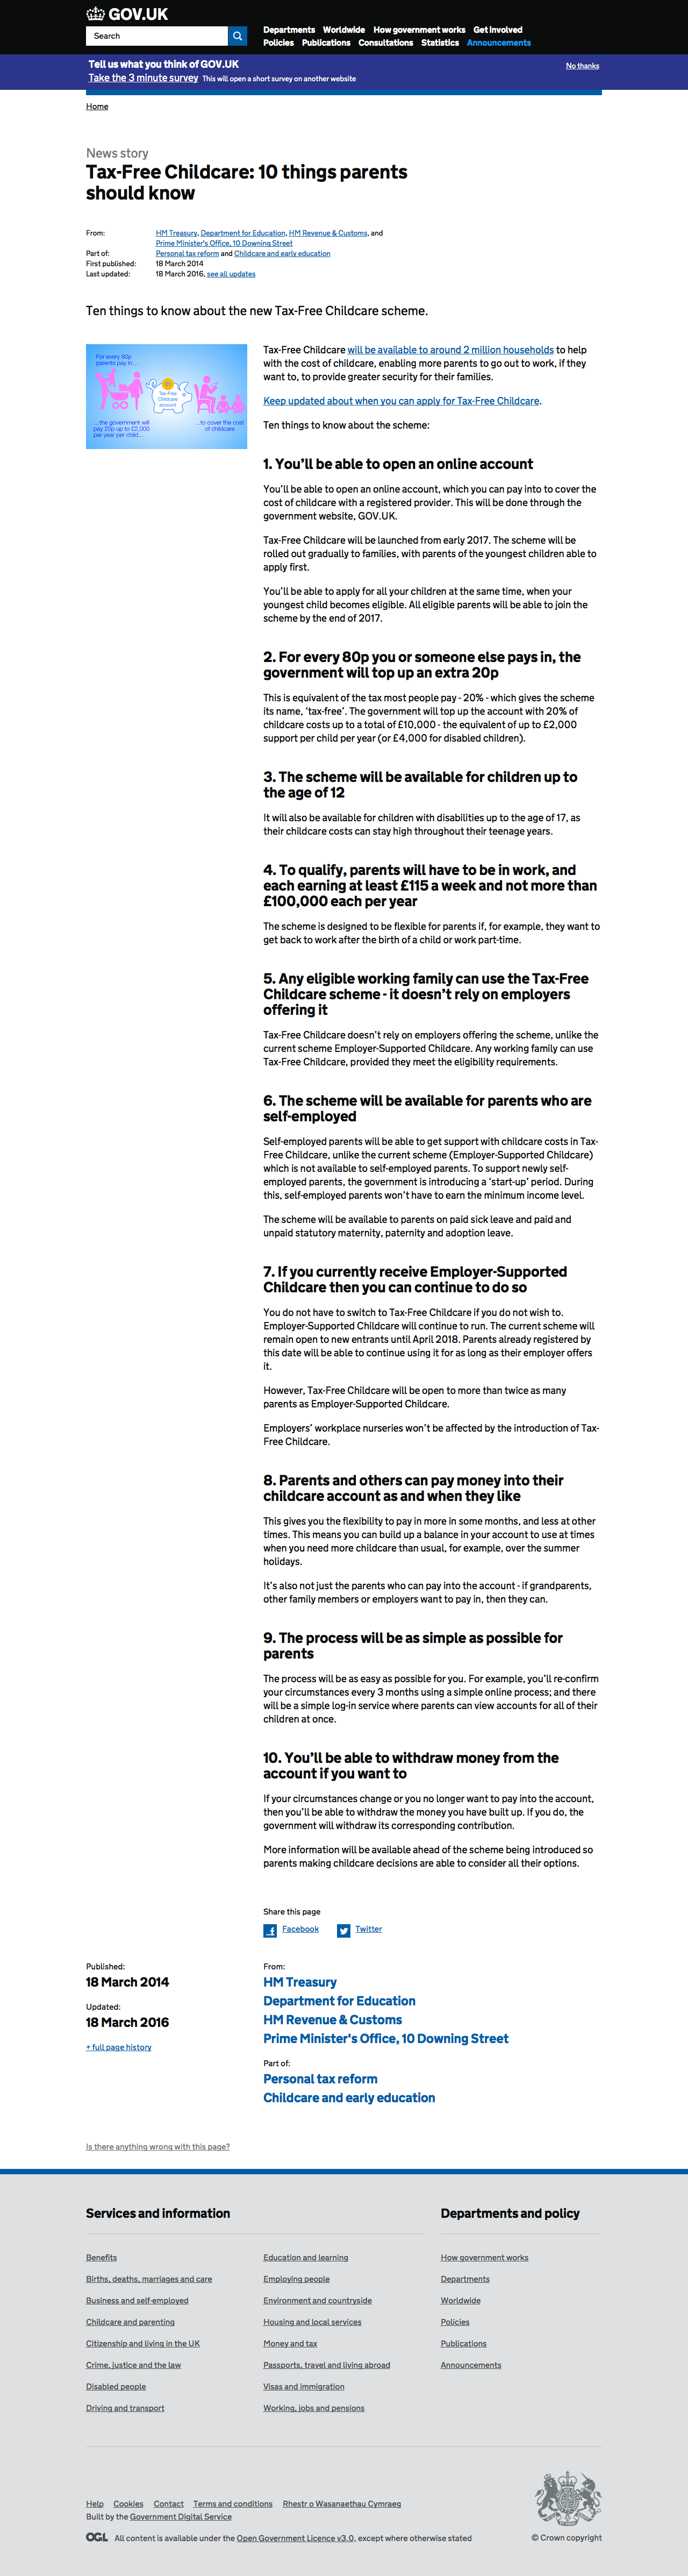 GOV.UK
Search
Departments Worldwide How government works Get involved
Policies Publications Consultations Statistics Announcements
Tell us what you think of GOV.UK
No thanks
Take the 3 minute survey This will open a short survey on another website
Home
News story
Tax-Free Childcare: 10 things parents
should know
From: HM Treasury, Department for Education, HM Revenue & Customs, and
Prime Minister's Office, 10 Downing Street
Part of: Personal tax reform and Childcare and early education
First published: 18 March 2014
Last updated: 18 March 2016, see all updates
Ten things to know about the new Tax-Free Childcare scheme.
For every 80p
parents pay in...
Tax-Free
Childcare
account
...the government will
pay 20p up to £2,000
per year per child...
...to cover the cost
of childcare
Tax-Free Childcare will be available to around 2 million households to help
with the cost of childcare, enabling more parents to go out to work, if they
want to, to provide greater security for their families.
Keep updated about when you can apply for Tax-Free Childcare.
Ten things to know about the scheme:
1. You’ll be able to open an online account
You’ll be able to open an online account, which you can pay into to cover the
cost of childcare with a registered provider. This will be done through the
government website, GOV.UK.
Tax-Free Childcare will be launched from early 2017. The scheme will be
rolled out gradually to families, with parents of the youngest children able to
apply first.
You’ll be able to apply for all your children at the same time, when your
youngest child becomes eligible. All eligible parents will be able to join the
scheme by the end of 2017.
2. For every 80p you or someone else pays in, the
government will top up an extra 20p
This is equivalent of the tax most people pay - 20% - which gives the scheme
its name, ‘tax-free’. The government will top up the account with 20% of
childcare costs up to a total of £10,000 - the equivalent of up to £2,000
support per child per year (or £4,000 for disabled children).
3. The scheme will be available for children up to
the age of 12
It will also be available for children with disabilities up to the age of 17, as
their childcare costs can stay high throughout their teenage years.
4. To qualify, parents will have to be in work, and
each earning at least £115 a week and not more than
£100,000 each per year
The scheme is designed to be flexible for parents if, for example, they want to
get back to work after the birth of a child or work part-time.
5. Any eligible working family can use the Tax-Free
Childcare scheme - it doesn’t rely on employers
offering it
Tax-Free Childcare doesn’t rely on employers offering the scheme, unlike the
current scheme Employer-Supported Childcare. Any working family can use
Tax-Free Childcare, provided they meet the eligibility requirements.
6. The scheme will be available for parents who are
self-employed
Self-employed parents will be able to get support with childcare costs in Tax-
Free Childcare, unlike the current scheme (Employer-Supported Childcare)
which is not available to self-employed parents. To support newly self-
employed parents, the government is introducing a ‘start-up’ period. During
this, self-employed parents won’t have to earn the minimum income level.
The scheme will be available to parents on paid sick leave and paid and
unpaid statutory maternity, paternity and adoption leave.
7. If you currently receive Employer-Supported
Childcare then you can continue to do so
You do not have to switch to Tax-Free Childcare if you do not wish to.
Employer-Supported Childcare will continue to run. The current scheme will
remain open to new entrants until April 2018. Parents already registered by
this date will be able to continue using it for as long as their employer offers
it.
However, Tax-Free Childcare will be open to more than twice as many
parents as Employer-Supported Childcare.
Employers’ workplace nurseries won’t be affected by the introduction of Tax-
Free Childcare.
8. Parents and others can pay money into their
childcare account as and when they like
This gives you the flexibility to pay in more in some months, and less at other
times. This means you can build up a balance in your account to use at times
when you need more childcare than usual, for example, over the summer
holidays.
It’s also not just the parents who can pay into the account - if grandparents,
other family members or employers want to pay in, then they can.
9. The process will be as simple as possible for
parents
The process will be as easy as possible for you. For example, you’ll re-confirm
your circumstances every 3 months using a simple online process; and there
will be a simple log-in service where parents can view accounts for all of their
children at once.
10. You’ll be able to withdraw money from the
account if you want to
If your circumstances change or you no longer want to pay into the account,
then you’ll be able to withdraw the money you have built up. If you do, the
government will withdraw its corresponding contribution.
More information will be available ahead of the scheme being introduced so
parents making childcare decisions are able to consider all their options.
Share this page
Facebook Twitter
Published:
18 March 2014
Updated:
18 March 2016
+ full page history
From:
HM Treasury
Department for Education
HM Revenue & Customs
Prime Minister's Office, 10 Downing Street
Part of:
Personal tax reform
Childcare and early education
Is there anything wrong with this page?
Services and information
Benefits
Births, deaths, marriages and care
Business and self-employed
Childcare and parenting
Citizenship and living in the UK
Crime, justice and the law
Disabled people
Driving and transport
Education and learning
Employing people
Environment and countryside
Housing and local services
Money and tax
Passports, travel and living abroad
Visas and immigration
Working, jobs and pensions
Departments and policy
How government works
Departments
Worldwide
Policies
Publications
Announcements
Help Cookies Contact Terms and conditions Rhestr o Wasanaethau Cymraeg
Built by the Government Digital Service
OGL All content is available under the Open Government Licence v3.0, except where otherwise stated
© Crown copyright